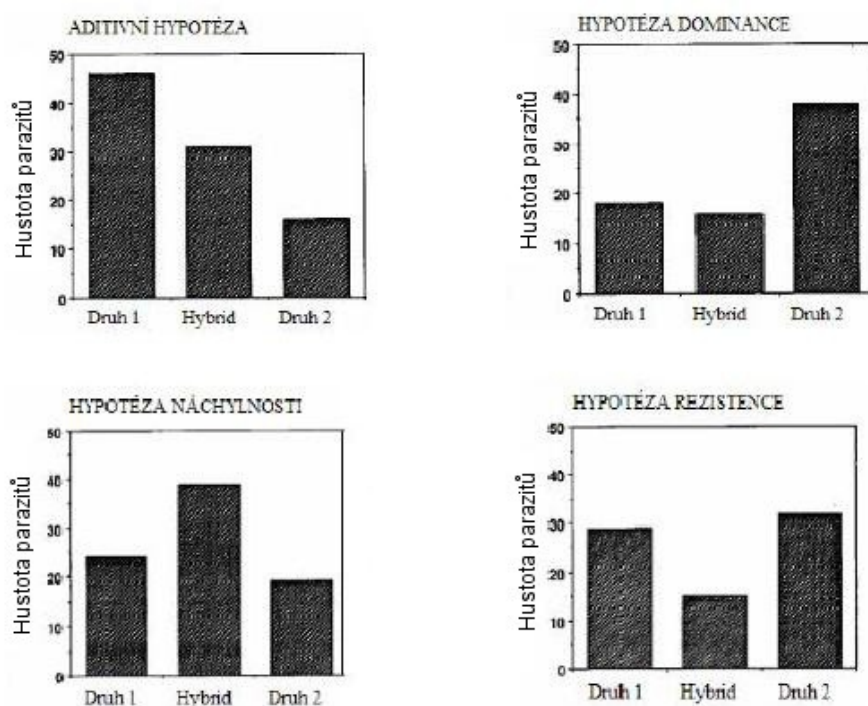 ADITIVNÍ HYPOTÉZA
50
40
30
20
10
0
Hustota parazitů
Druh 1 Hybrid Druh 2
HYPOTÉZA DOMINANCE
50
40
30
20
10
0
Hustota parazitů
Druh 1 Hybrid Druh 2
HYPOTÉZA NÁCHYLNOSTI
50
40
30
20
10
0
Hustota parazitů
Druh 1 Hybrid Druh 2
HYPOTÉZA REZISTENCE
50
40
30
20
10
0
Hustota parazitů
Druh 1 Hybrid Druh 2